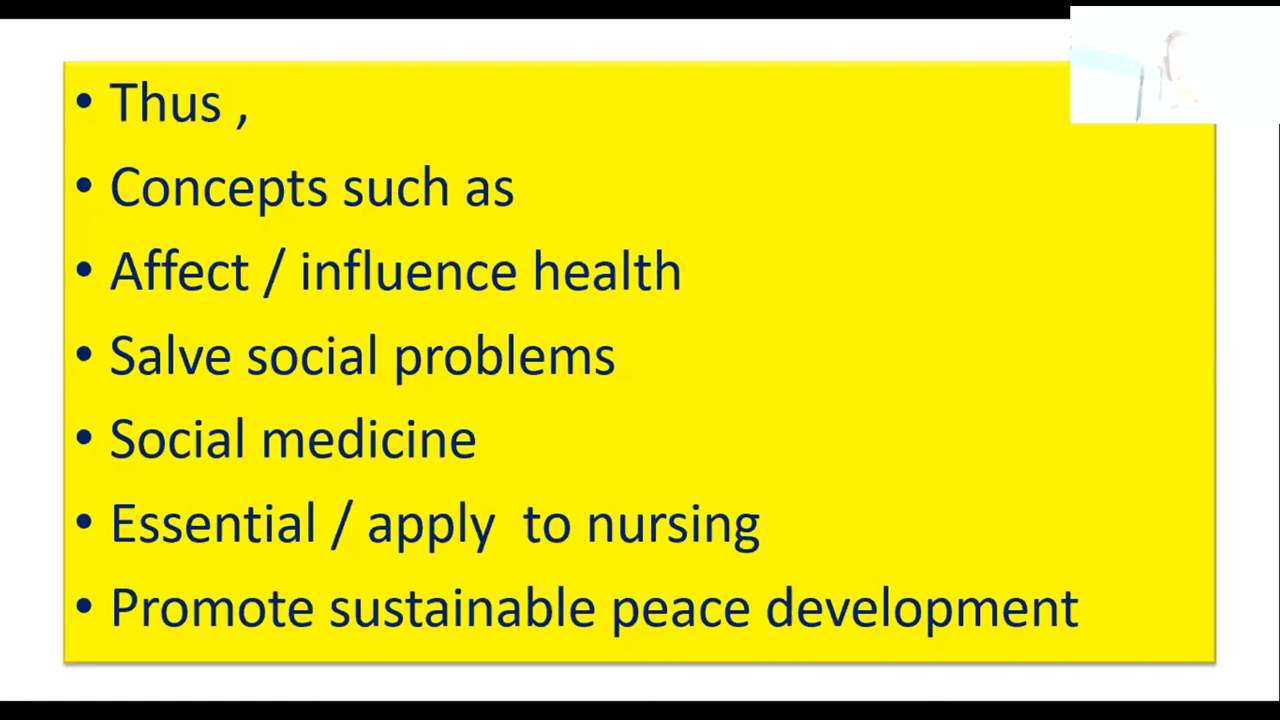 • Thus ,
• Concepts such as
• Affect / influence health
• Salve social problems
• Social medicine
• Essential / apply  to nursing
• Promote sustainable peace development